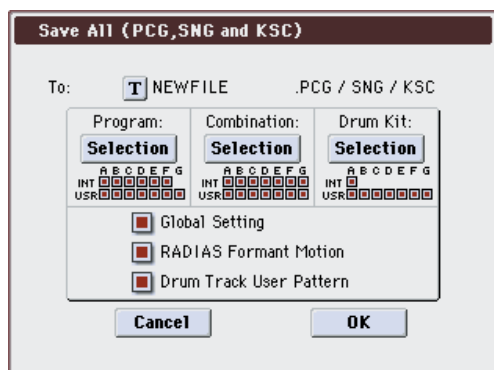 Save All (PCG,SNG and KSC)
To: T NEWFILE .PCG / SNG / KSC
Program: Combination: Drum Kit:
Selection Selection Selection
A B C D E F G A B C D E F G A B C D E F G
INT INT INT
USR USR USR
Global Setting
RADIAS Formant Motion
Drum Track User Pattern
Cancel OK